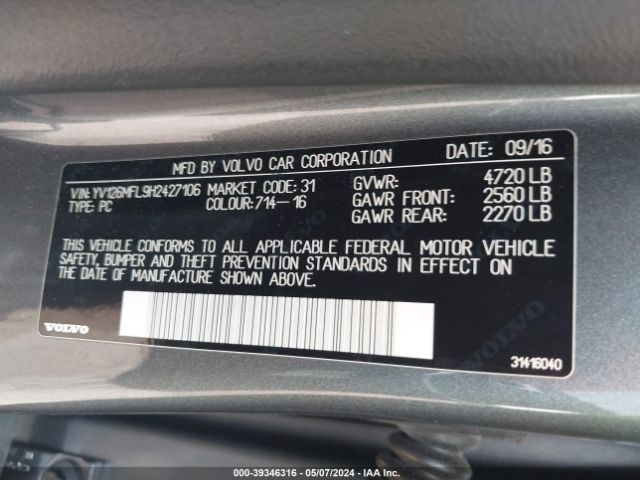 MFD BY VOLVO CAR CORPORATION DATE: 09/16
VIN: YV126MFL9H2427106 MARKET CODE: 31 GVWR: 4720 LB
TYPE: PC COLOUR: 714-16 GAWR FRONT: 2560 LB
GAWR REAR: 2270 LB
THIS VEHICLE CONFORMS TO ALL APPLICABLE FEDERAL MOTOR VEHICLE
SAFETY, BUMPER AND THEFT PREVENTION STANDARDS IN EFFECT ON
THE DATE OF MANUFACTURE SHOWN ABOVE.
VOLVO
VOLVO
31416040
000-39346316 - 05/07/2024 - IAA Inc.